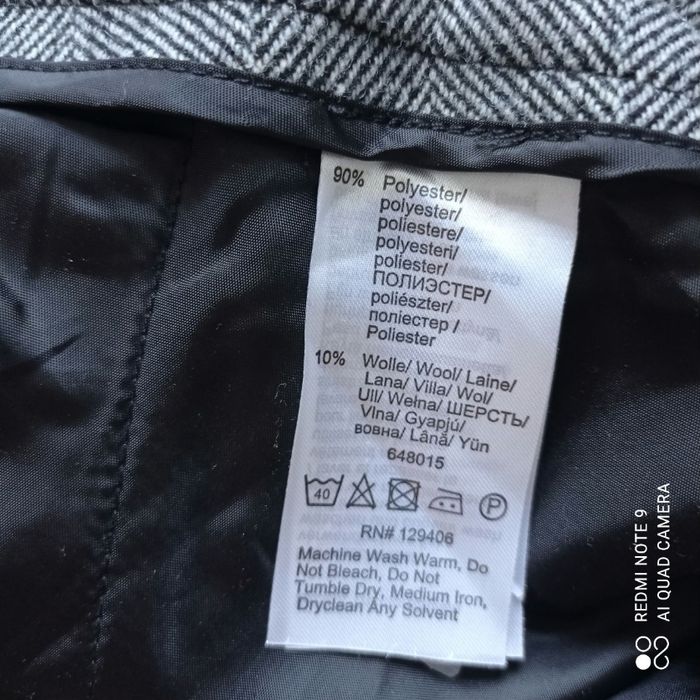 90% Polyester/
polyester/
poliestere/
polyesteri/
poliester/
ПОЛИЭСТЕР/
poliészter/
поліестер /
Poliester
10% Wolle/ Wool/ Laine/
Lana/ Villa/ Wol/
Ull/ Wełna/ ШЕРСТЬ/
Vlna/ Gyapjú/
вовна/ Lână/ Yün
648015
40 P
RN# 129406
Machine Wash Warm, Do
Not Bleach, Do Not
Tumble Dry, Medium Iron,
Dryclean Any Solvent
REDMI NOTE 9
AI QUAD CAMERA